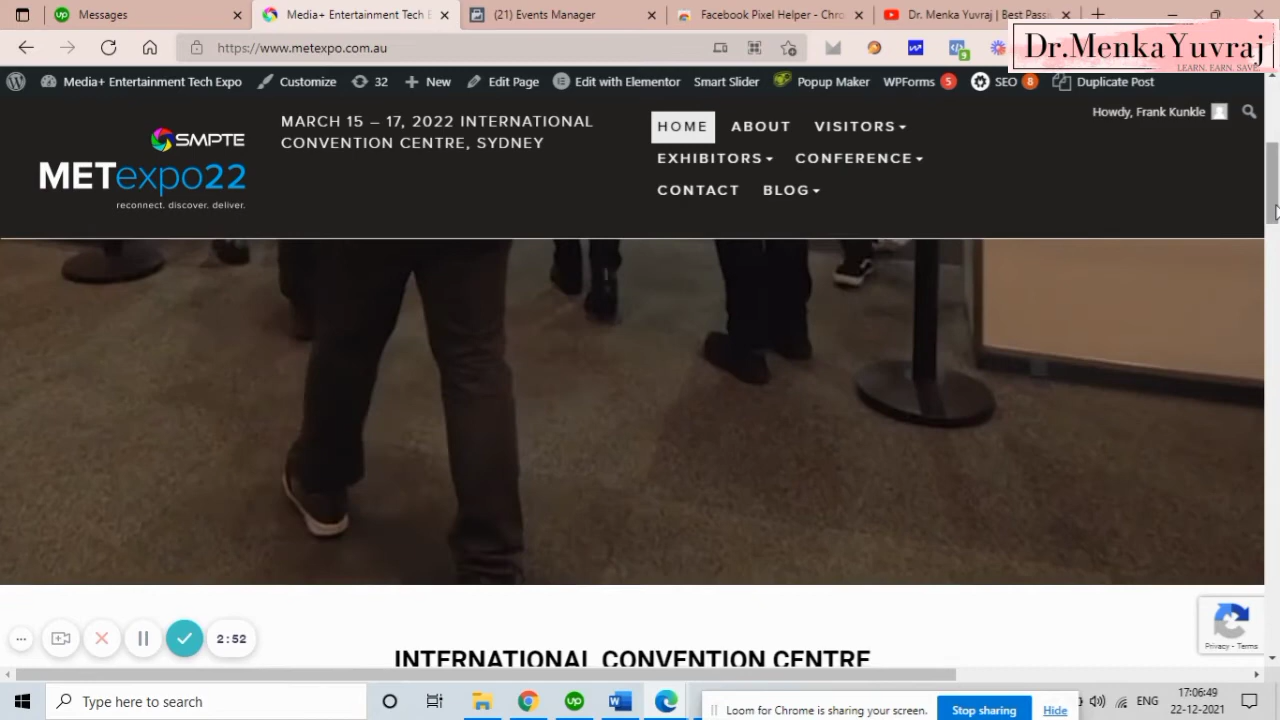 Messages
Media+ Entertainment Tech E
(21) Events Manager
Facebook Pixel Helper - Chro
Dr. Menka Yuvraj | Best Pass
https://www.metexpo.com.au
9
Dr.MenkaYuvraj
LEARN. EARN. SAVE.
Media+ Entertainment Tech Expo
Customize
32
New
Edit Page
Edit with Elementor
Smart Slider
Popup Maker
WPForms 5
SEO 8
Duplicate Post
Howdy, Frank Kunkle
SMPTE
METexpo22
reconnect. discover. deliver.
MARCH 15 – 17, 2022 INTERNATIONAL
CONVENTION CENTRE, SYDNEY
HOME ABOUT VISITORS
EXHIBITORS CONFERENCE
CONTACT BLOG
INTERNATIONAL CONVENTION CENTRE
2:52
Privacy - Terms
Type here to search
Loom for Chrome is sharing your screen.
Stop sharing
Hide
ENG
17:06:49
22-12-2021